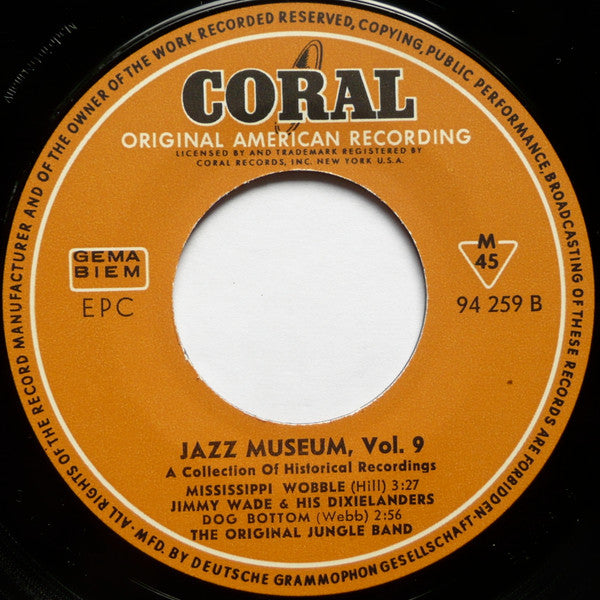 ALL RIGHTS OF THE RECORD MANUFACTURER AND OF THE OWNER OF THE WORK RECORDED RESERVED, COPYING, PUBLIC PERFORMANCE, BROADCASTING OF THESE RECORDS ARE FORBIDDEN
CORAL
ORIGINAL AMERICAN RECORDING
LICENSED BY AND TRADEMARK REGISTERED BY
CORAL RECORDS, INC. NEW YORK U.S.A.
GEMA
BIEM
EPC
M
45
94 259 B
JAZZ MUSEUM, Vol. 9
A Collection Of Historical Recordings
MISSISSIPPI WOBBLE (Hill) 3:27
JIMMY WADE & HIS DIXIELANDERS
DOG BOTTOM (Webb) 2:56
THE ORIGINAL JUNGLE BAND
·MFD. BY DEUTSCHE GRAMMOPHON GESELLSCHAFT·